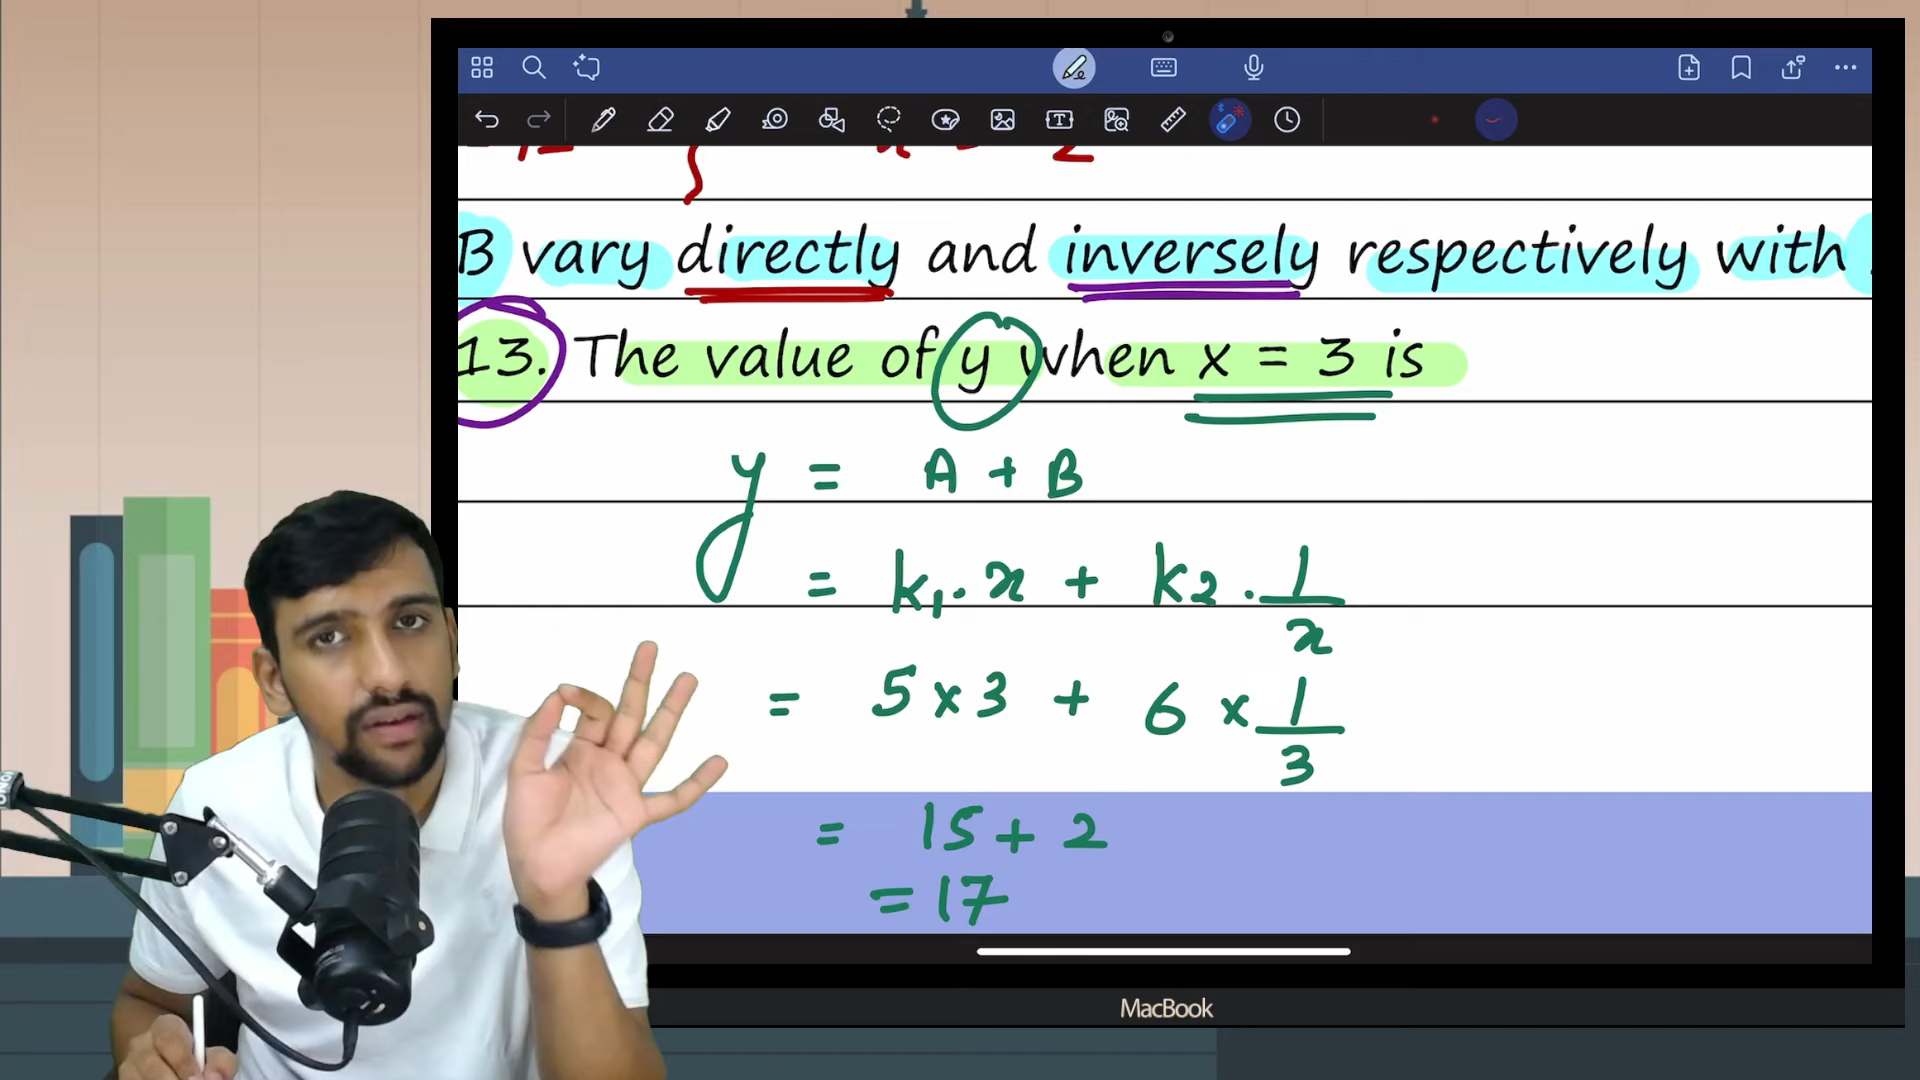 B vary directly and inversely respectively with
13. The value of y when x = 3 is
y = A + B
= k₁ · x + k₂ · 1/x
= 5 × 3 + 6 × 1/3
= 15 + 2
= 17
MacBook